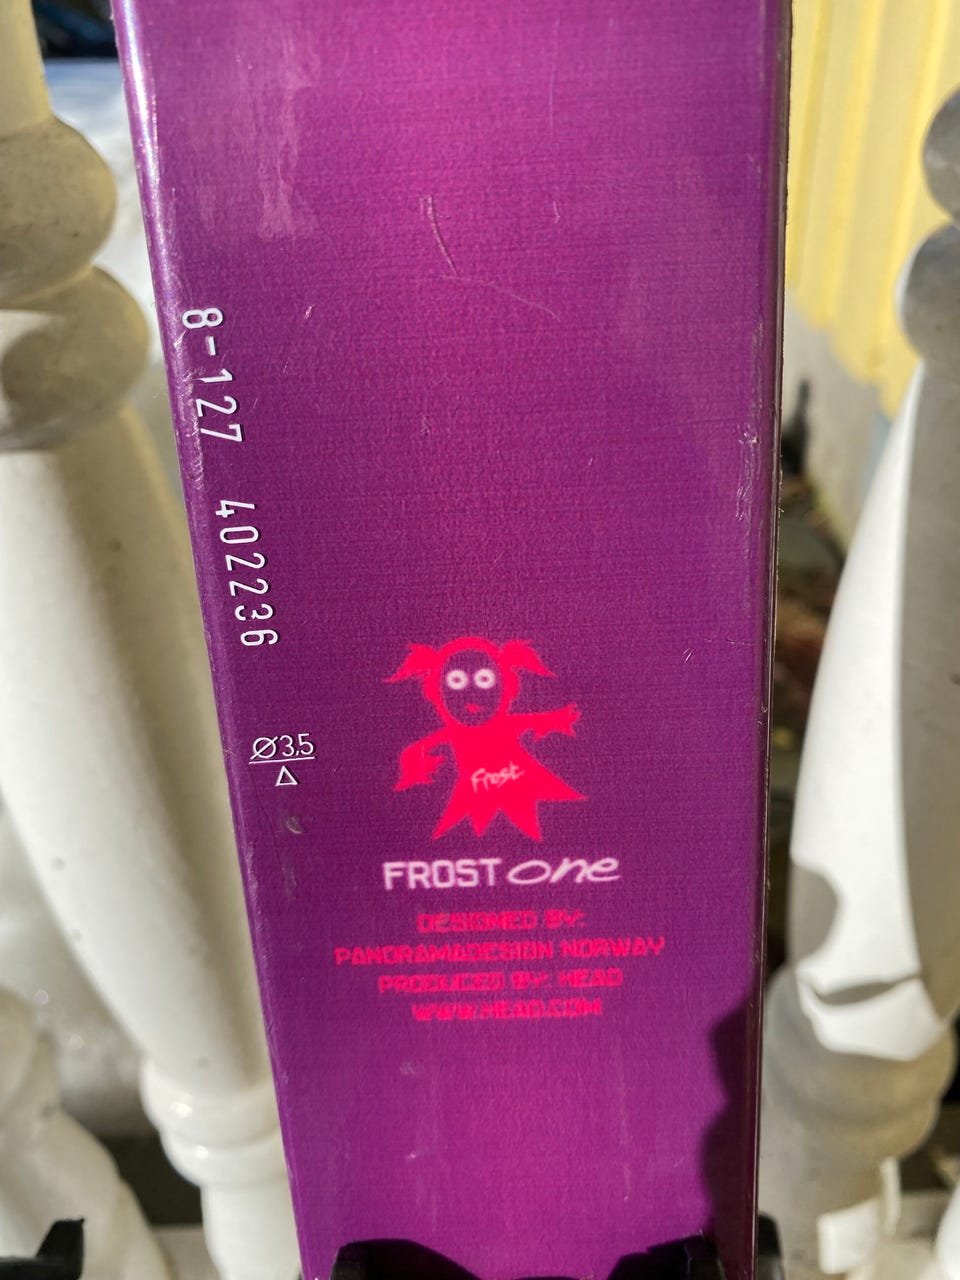 8-127 402236
Ø3.5
Frost
FROST one
DESIGNED BY:
PANORAMADESIGN NORWAY
PRODUCED BY: HEAD
WWW.HEAD.COM